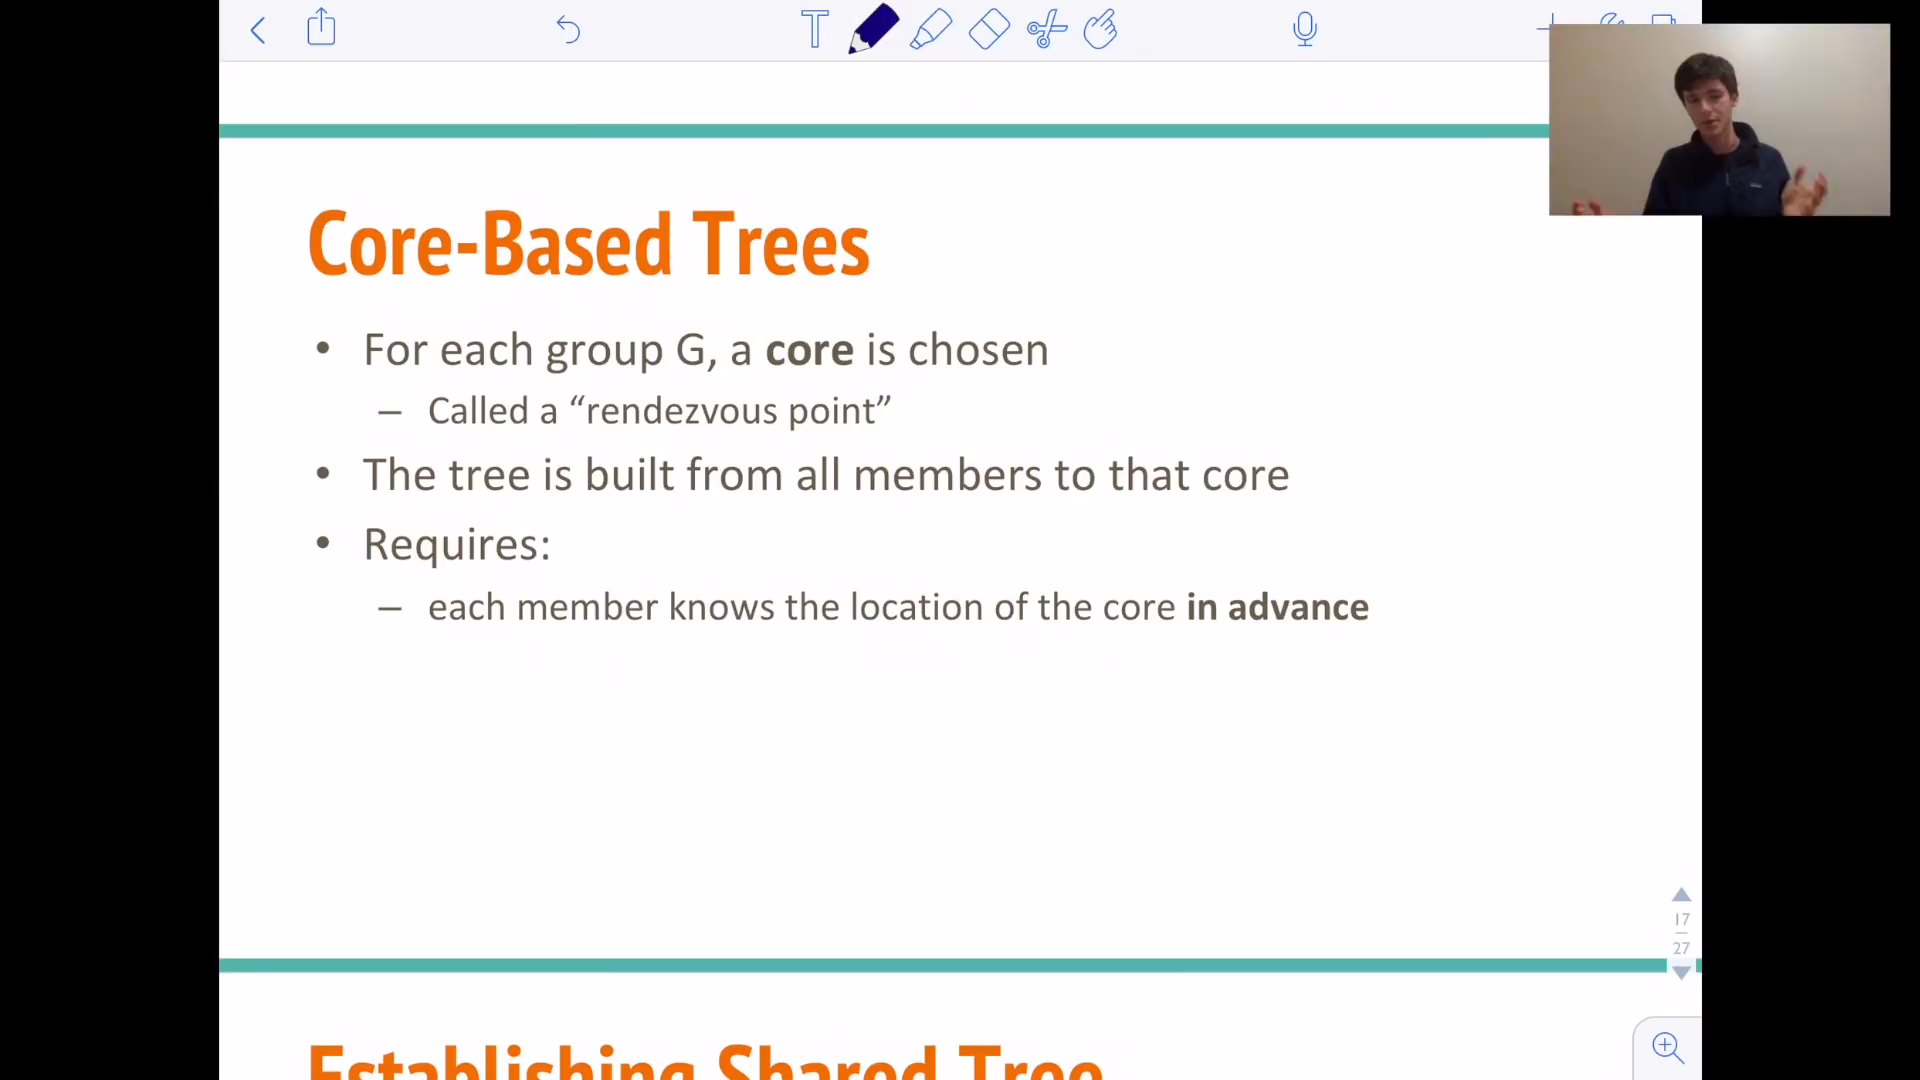 Core-Based Trees
• For each group G, a core is chosen
– Called a “rendezvous point”
• The tree is built from all members to that core
• Requires:
– each member knows the location of the core in advance
17
27
Establishing Shared Tree